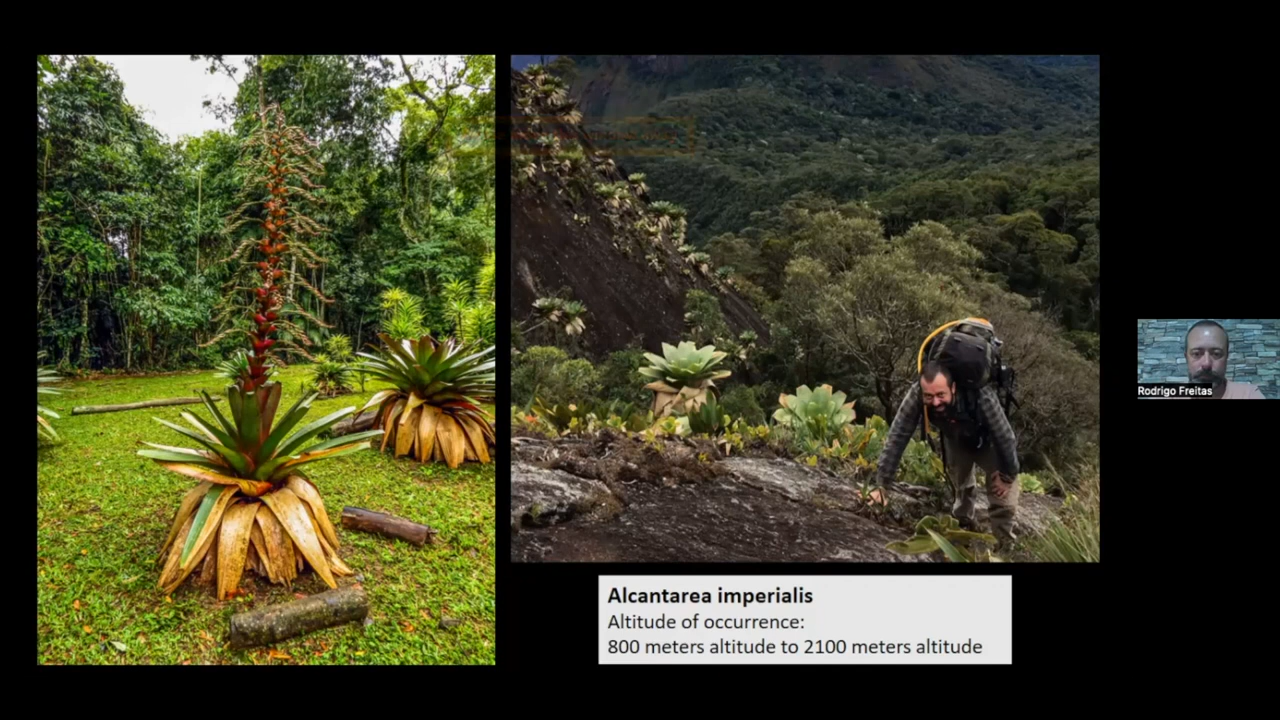 Alcantarea imperialis
Altitude of occurrence:
800 meters altitude to 2100 meters altitude
Rodrigo Freitas